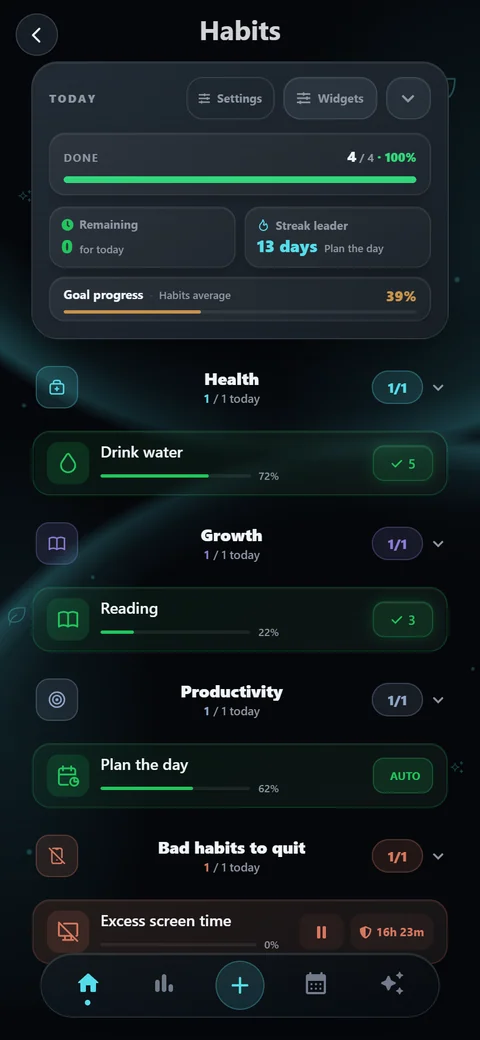 Habits
TODAY
Settings
Widgets
DONE
4 / 4 • 100%
Remaining
0 for today
Streak leader
13 days Plan the day
Goal progress · Habits average
39%
Health
1 / 1 today
1/1
Drink water
72%
5
Growth
1 / 1 today
1/1
Reading
22%
3
Productivity
1 / 1 today
1/1
Plan the day
62%
AUTO
Bad habits to quit
1 / 1 today
1/1
Excess screen time
0%
16h 23m